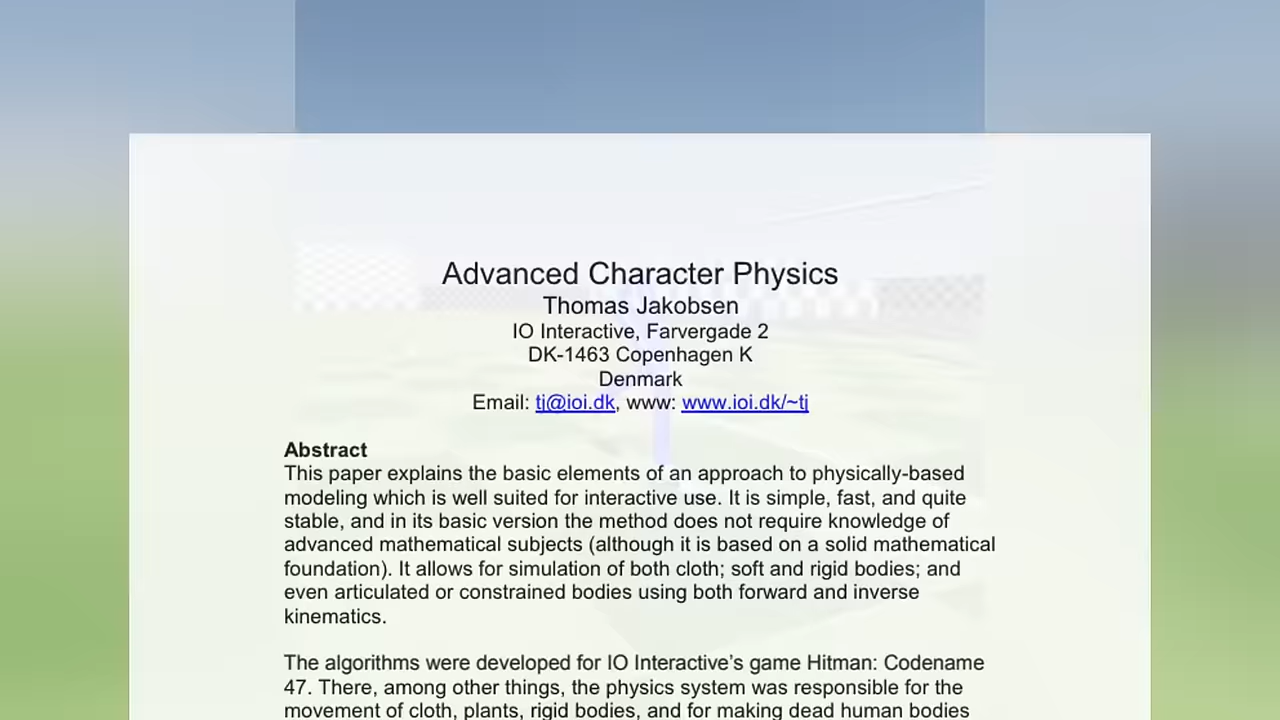 Advanced Character Physics
Thomas Jakobsen
IO Interactive, Farvergade 2
DK-1463 Copenhagen K
Denmark
Email: tj@ioi.dk, www: www.ioi.dk/~tj
Abstract
This paper explains the basic elements of an approach to physically-based
modeling which is well suited for interactive use. It is simple, fast, and quite
stable, and in its basic version the method does not require knowledge of
advanced mathematical subjects (although it is based on a solid mathematical
foundation). It allows for simulation of both cloth; soft and rigid bodies; and
even articulated or constrained bodies using both forward and inverse
kinematics.
The algorithms were developed for IO Interactive’s game Hitman: Codename
47. There, among other things, the physics system was responsible for the
movement of cloth, plants, rigid bodies, and for making dead human bodies